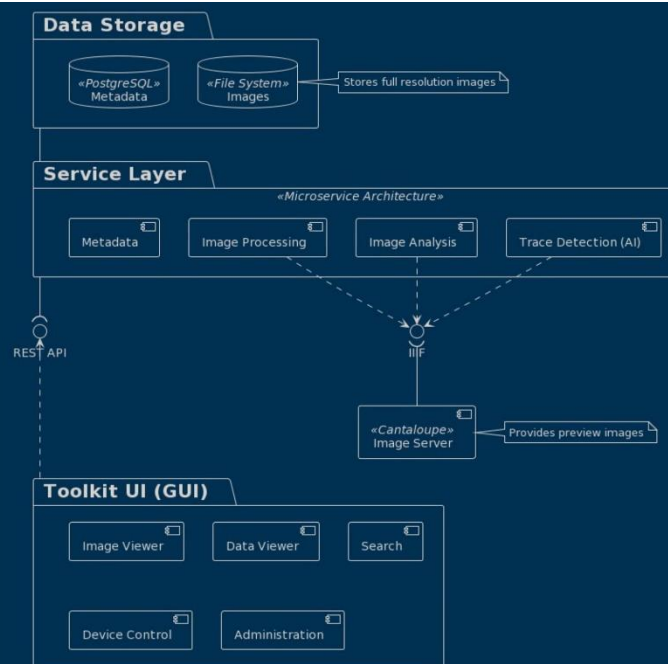 Data Storage
«PostgreSQL»
Metadata
«File System»
Images
Stores full resolution images
Service Layer
«Microservice Architecture»
Metadata
Image Processing
Image Analysis
Trace Detection (AI)
REST API
IIIF
«Cantaloupe»
Image Server
Provides preview images
Toolkit UI (GUI)
Image Viewer
Data Viewer
Search
Device Control
Administration